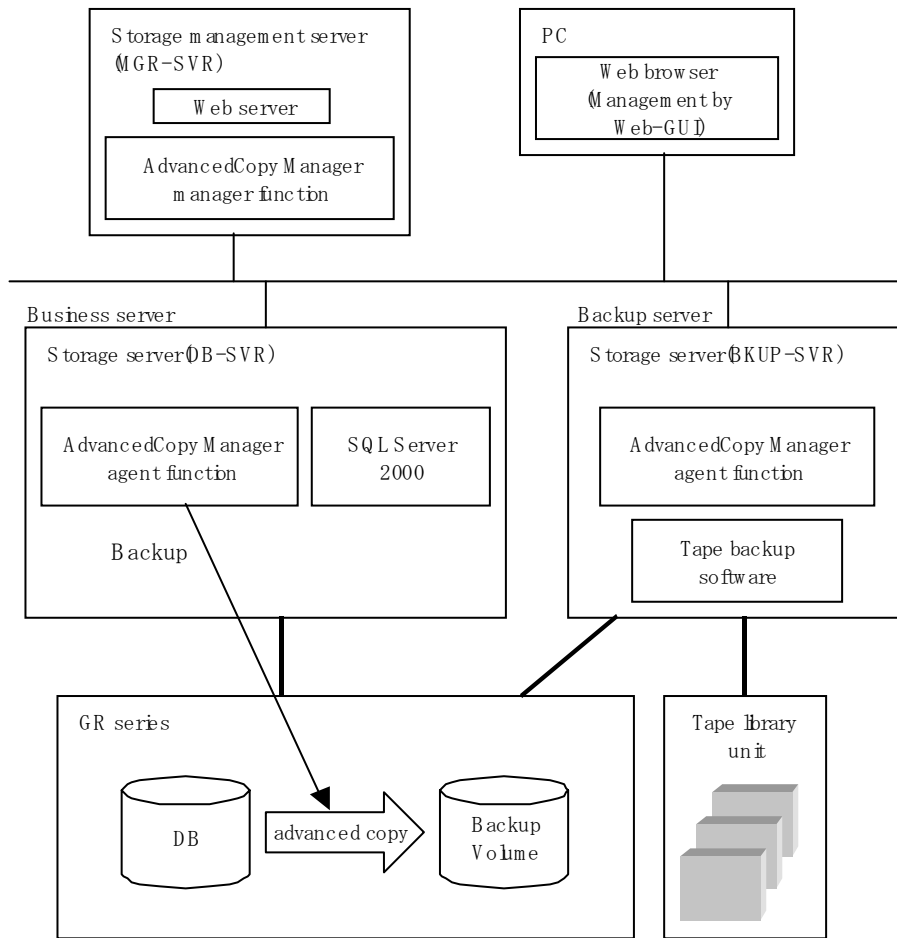 Storage management server
(MGR-SVR)
Web server
AdvancedCopy Manager
manager function
PC
Web browser
(Management by
Web-GUI)
Business server
Storage server(DB-SVR)
AdvancedCopy Manager
agent function
SQL Server
2000
Backup
Backup server
Storage server(BKUP-SVR)
AdvancedCopy Manager
agent function
Tape backup
software
GR series
DB
advanced copy
Backup
Volume
Tape library
unit